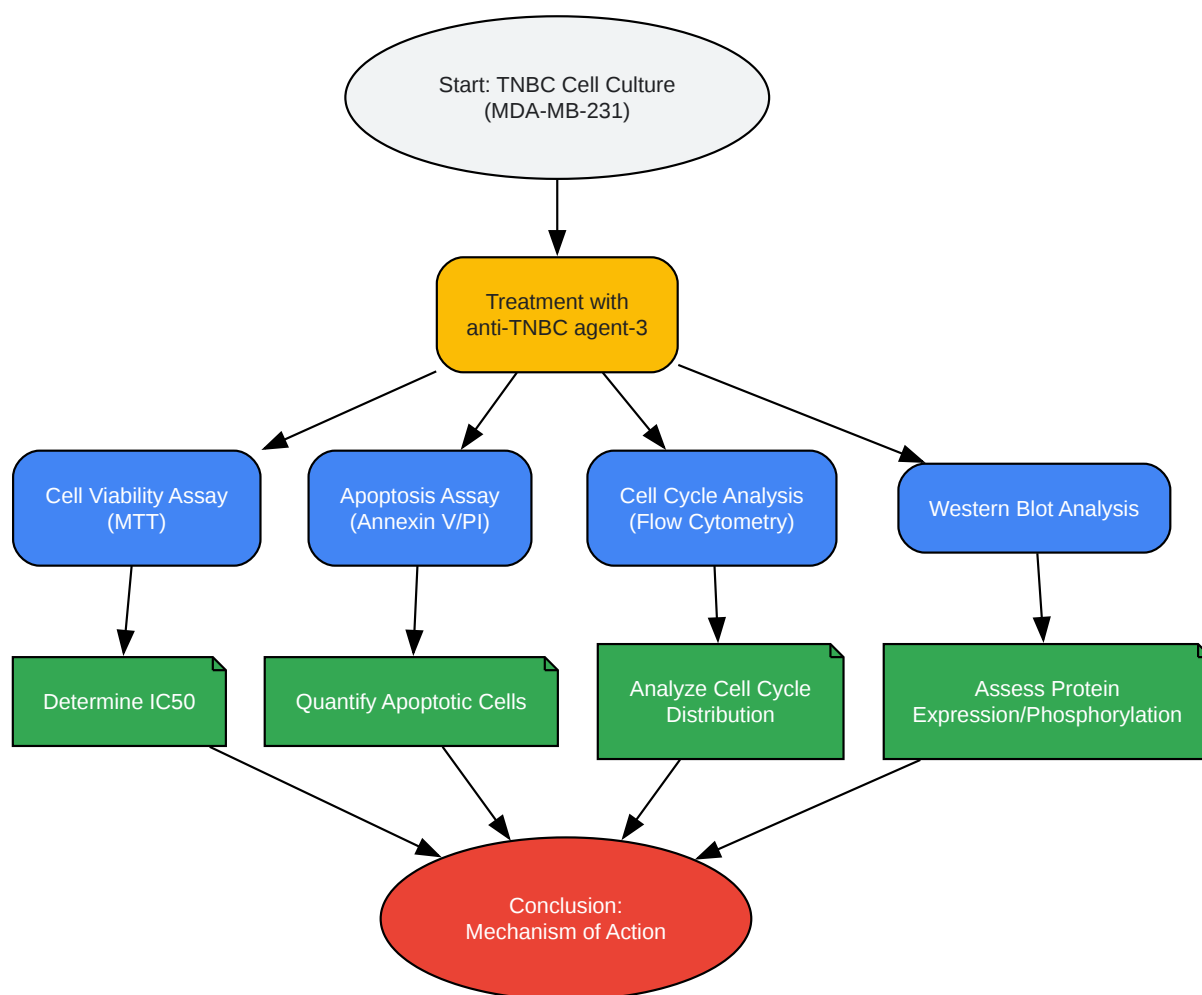 Start: TNBC Cell Culture
(MDA-MB-231)
Treatment with
anti-TNBC agent-3
Cell Viability Assay
(MTT)
Apoptosis Assay
(Annexin V/PI)
Cell Cycle Analysis
(Flow Cytometry)
Western Blot Analysis
Determine IC50
Quantify Apoptotic Cells
Analyze Cell Cycle
Distribution
Assess Protein
Expression/Phosphorylation
Conclusion:
Mechanism of Action